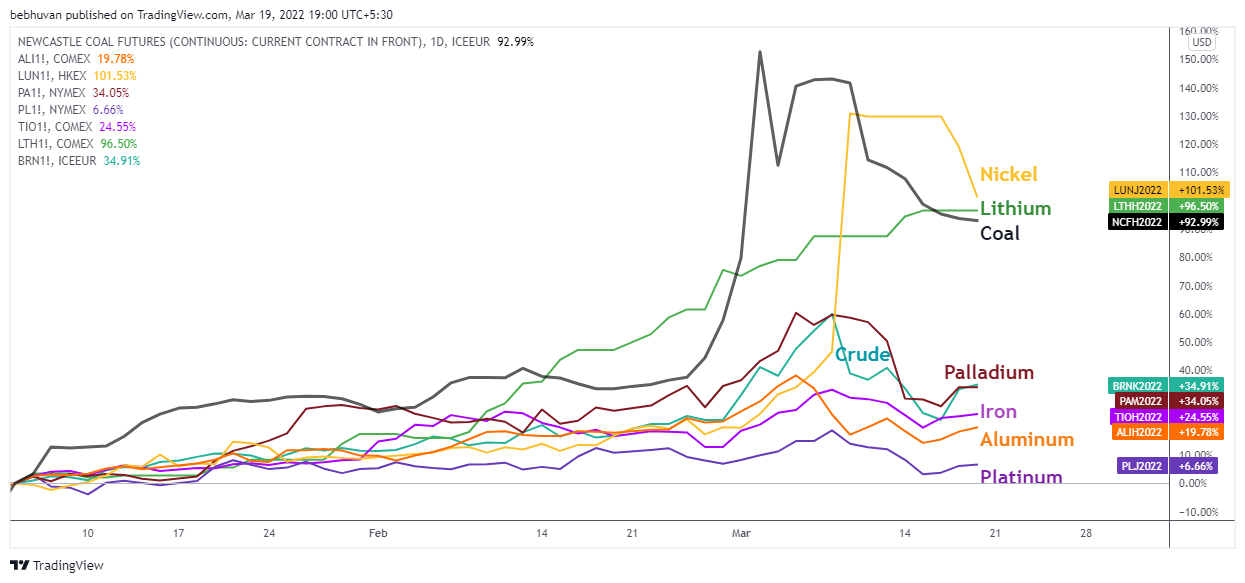 bebhuvan published on TradingView.com, Mar 19, 2022 19:00 UTC+5:30
NEWCASTLE COAL FUTURES (CONTINUOUS: CURRENT CONTRACT IN FRONT), 1D, ICEEUR 92.99%
ALI1!, COMEX 19.78%
LUN1!, HKEX 101.53%
PA1!, NYMEX 34.05%
PL1!, NYMEX 6.66%
TIO1!, COMEX 24.55%
LTH1!, COMEX 96.50%
BRN1!, ICEEUR 34.91%
160.00%
USD
150.00%
140.00%
130.00%
120.00%
110.00%
Nickel
LUNJ2022 +101.53%
Lithium
LTHH2022 +96.50%
NCFH2022 +92.99%
Coal
90.00%
80.00%
70.00%
60.00%
50.00%
Crude
40.00%
Palladium
BRNK2022 +34.91%
PAM2022 +34.05%
Iron
TIOH2022 +24.55%
Aluminum
ALIH2022 +19.78%
10.00%
PLJ2022 +6.66%
Platinum
0.00%
−10.00%
10 17 24 Feb 14 21 Mar 14 21 28
TradingView